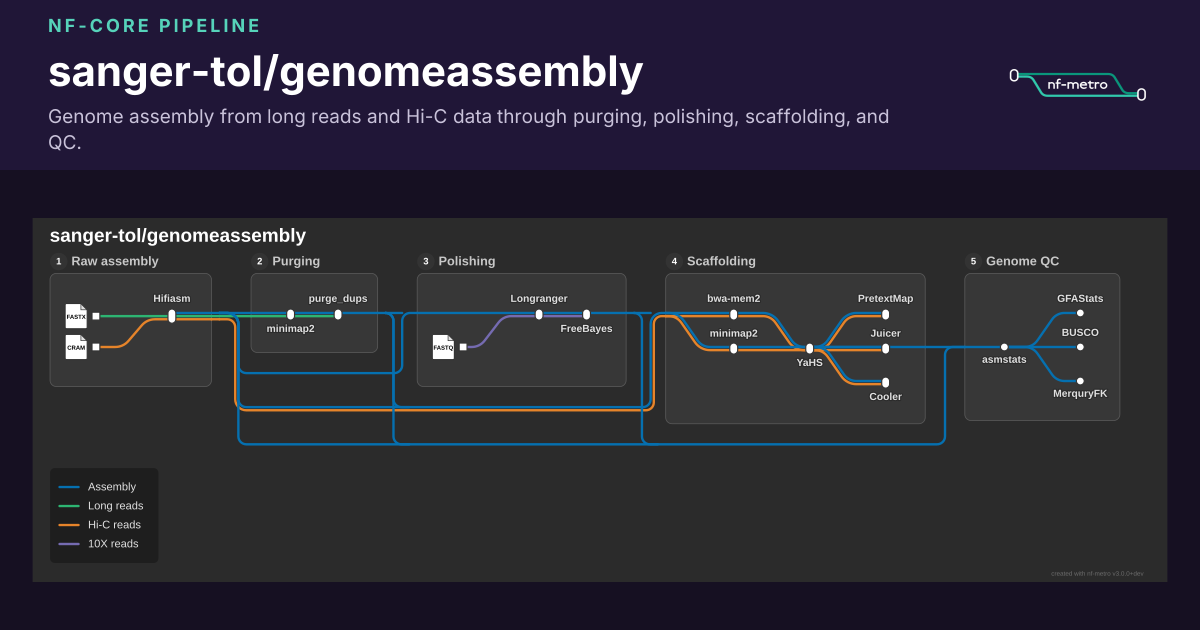 NF-CORE PIPELINE
sanger-tol/genomeassembly
Genome assembly from long reads and Hi-C data through purging, polishing, scaffolding, and
QC.
nf-metro
sanger-tol/genomeassembly
1 Raw assembly
2 Purging
3 Polishing
4 Scaffolding
5 Genome QC
Hifiasm
purge_dups
Longranger
bwa-mem2
PretextMap
GFAStats
FASTX
minimap2
FreeBayes
minimap2
Juicer
BUSCO
CRAM
FASTQ
YaHS
asmstats
Cooler
MerquryFK
Assembly
Long reads
Hi-C reads
10X reads
created with nf-metro v3.0.0+dev